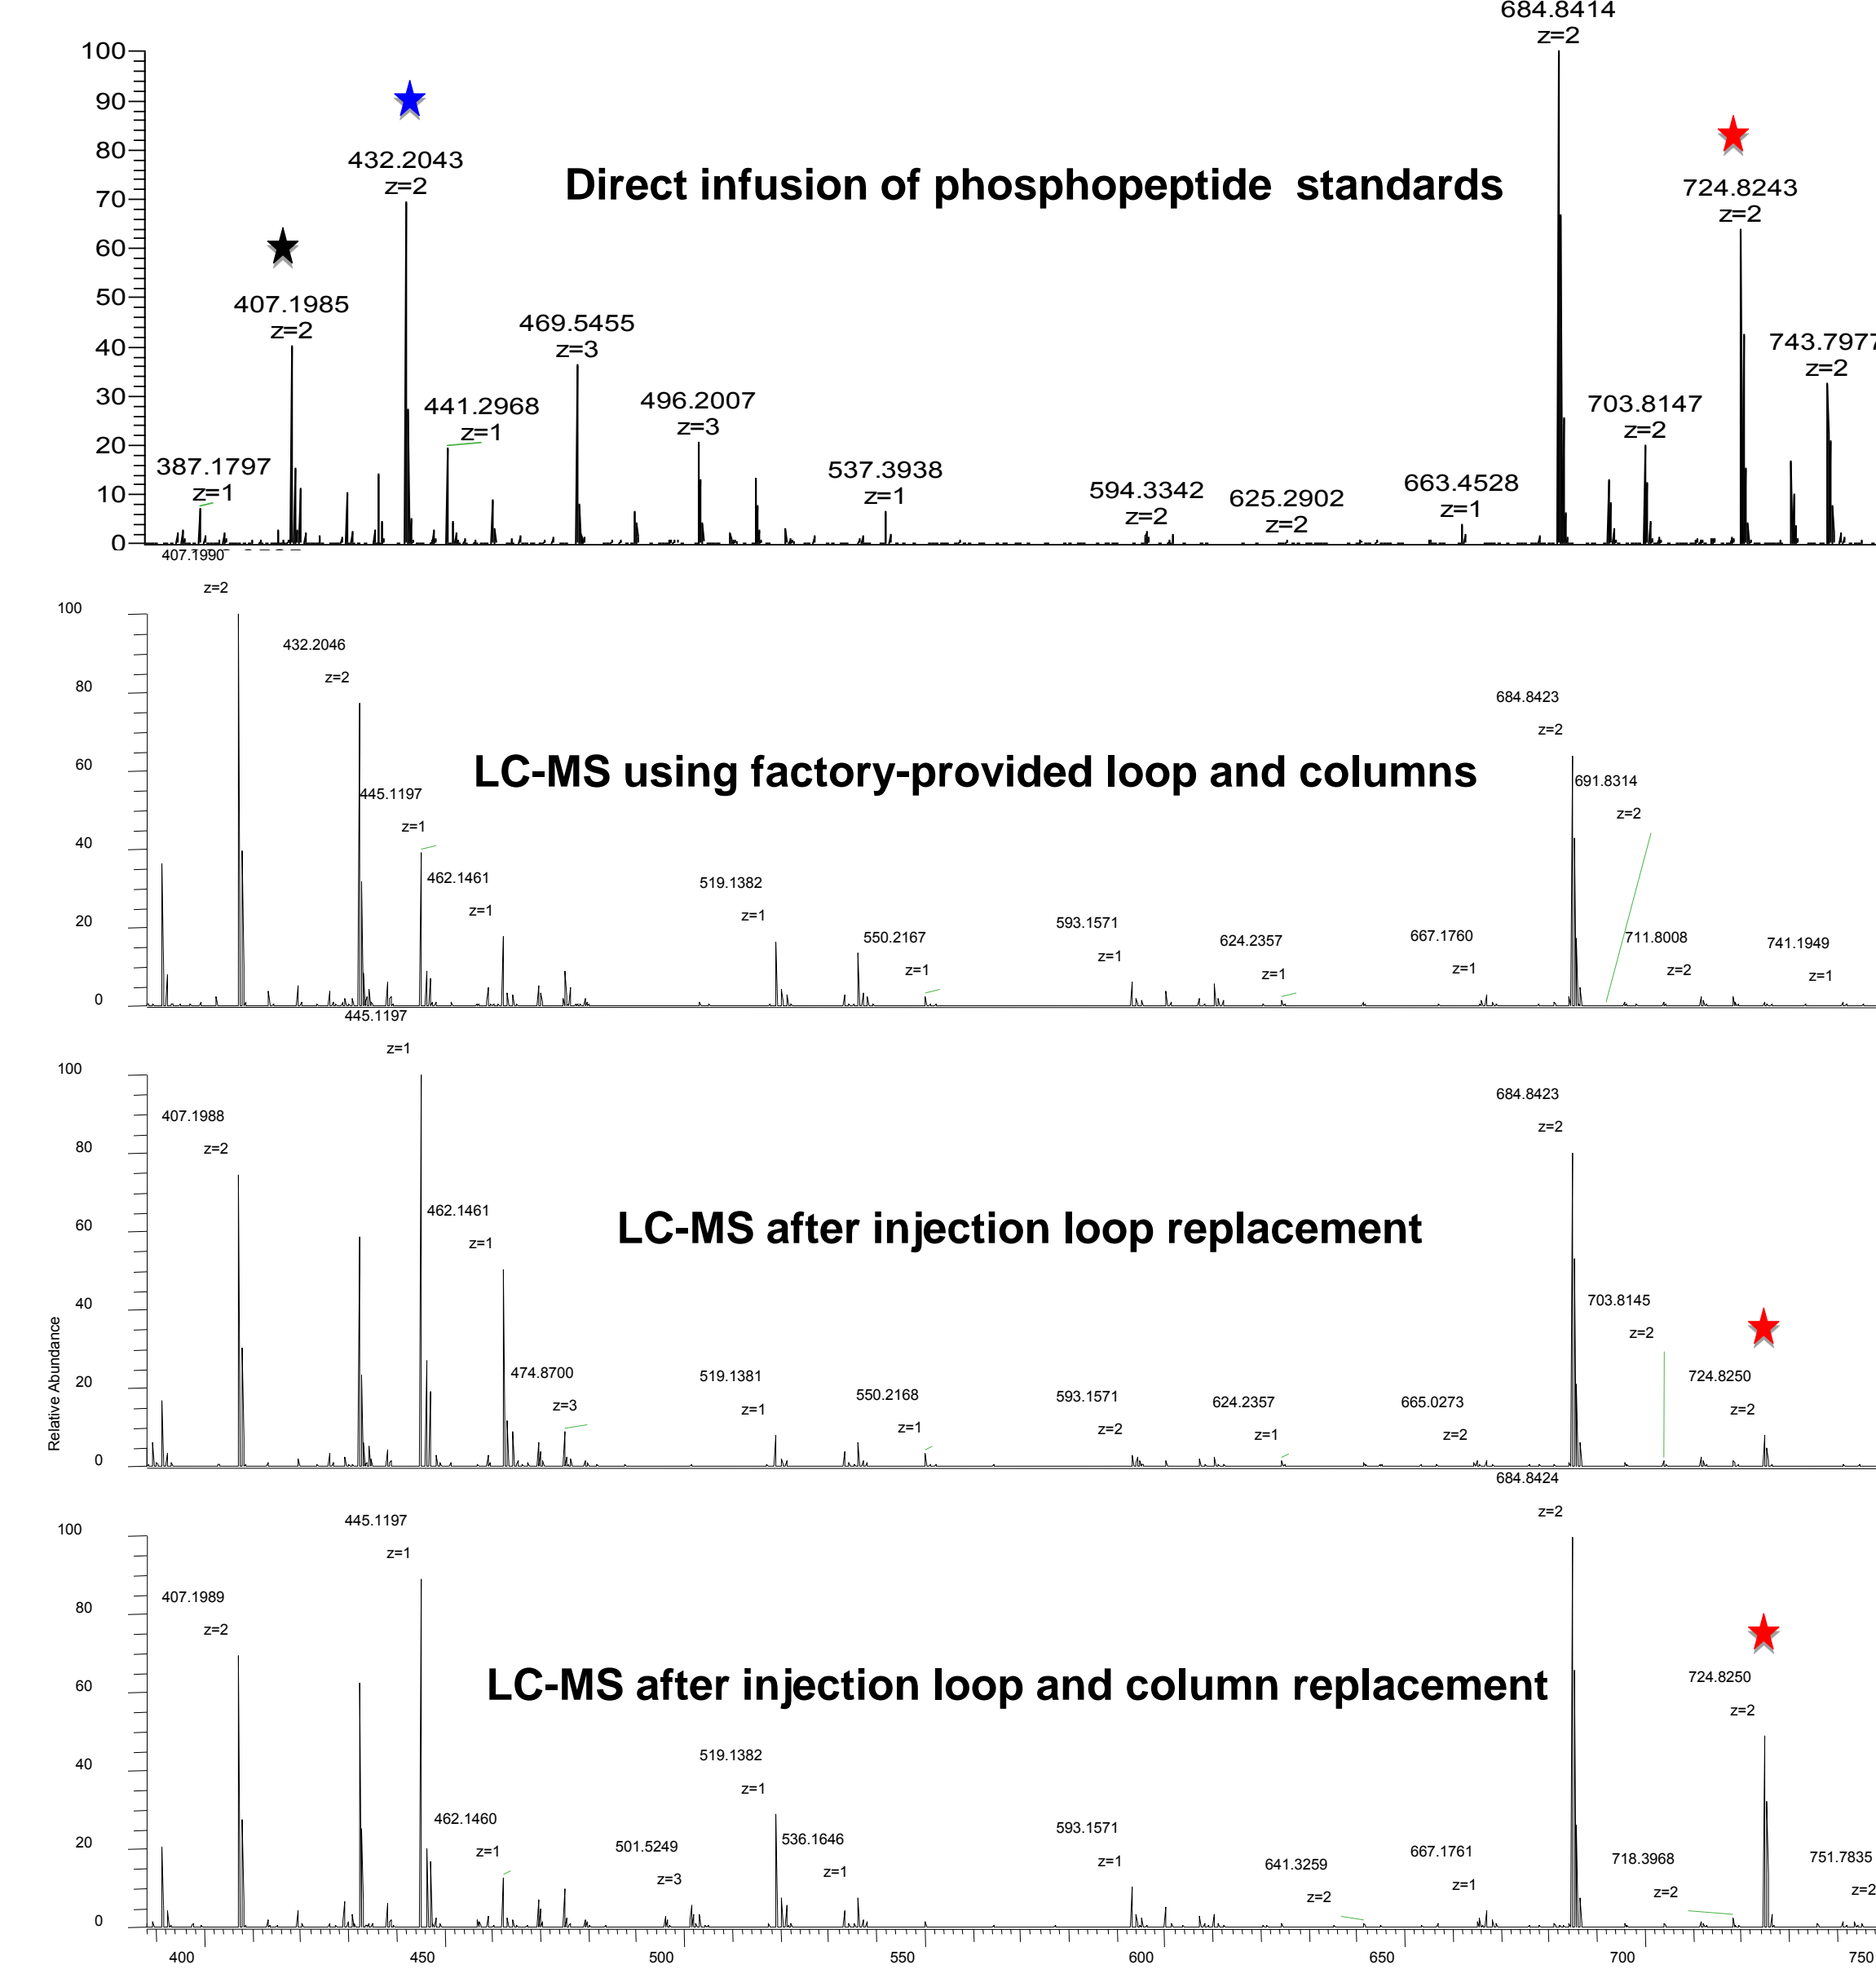 684.8414
z=2
100
90
432.2043
z=2
80
Direct infusion of phosphopeptide  standards
724.8243
z=2
70
60
407.1985
z=2
50
469.5455
z=3
40
743.7977
z=2
30
441.2968
z=1
496.2007
z=3
703.8147
z=2
20
387.1797
z=1
537.3938
z=1
594.3342
z=2
625.2902
z=2
663.4528
z=1
10
0
407.1990
z=2
100
432.2046
z=2
80
684.8423
z=2
60
LC-MS using factory-provided loop and columns
445.1197
z=1
691.8314
z=2
40
462.1461
z=1
519.1382
z=1
20
550.2167
z=1
593.1571
z=1
624.2357
z=1
667.1760
z=1
711.8008
z=2
741.1949
z=1
0
445.1197
z=1
100
407.1988
z=2
684.8423
z=2
80
462.1461
z=1
60
LC-MS after injection loop replacement
40
703.8145
z=2
Relative Abundance
20
474.8700
z=3
519.1381
z=1
550.2168
z=1
593.1571
z=2
624.2357
z=1
665.0273
z=2
724.8250
z=2
0
684.8424
z=2
100
445.1197
z=1
80
407.1989
z=2
60
LC-MS after injection loop and column replacement
724.8250
z=2
40
519.1382
z=1
20
462.1460
z=1
501.5249
z=3
536.1646
z=1
593.1571
z=1
641.3259
z=2
667.1761
z=1
718.3968
z=2
751.7835
z=2
0
400 450 500 550 600 650 700 750